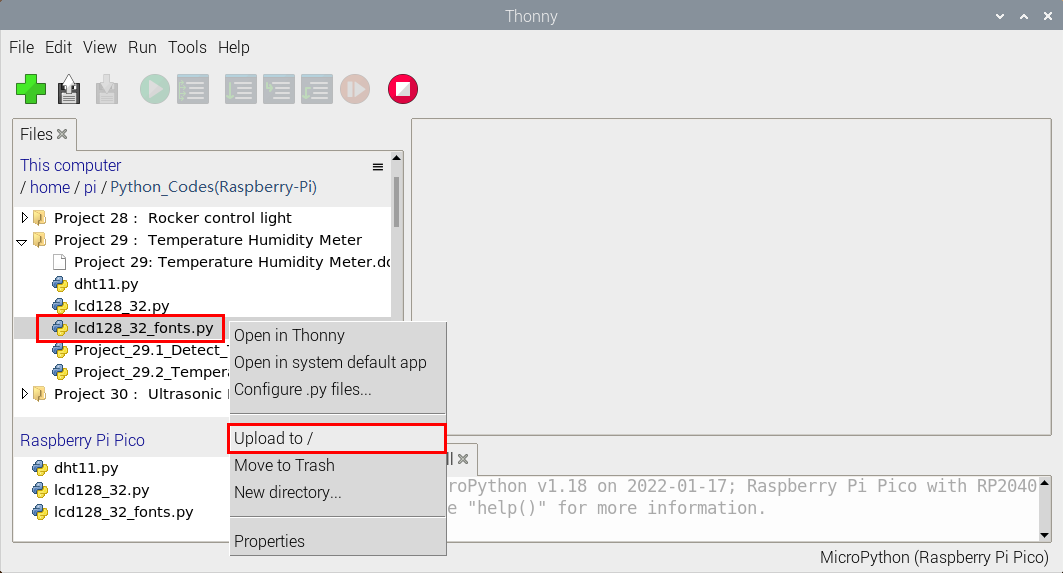 Thonny
File Edit View Run Tools Help
Files
This computer
/ home / pi / Python_Codes(Raspberry-Pi)
Project 28 : Rocker control light
Project 29 : Temperature Humidity Meter
Project 29: Temperature Humidity Meter.do
dht11.py
lcd128_32.py
lcd128_32_fonts.py
Project_29.1_Detect_
Project_29.2_Tempera
Project 30 : Ultrasonic
Open in Thonny
Open in system default app
Configure .py files...
Upload to /
Move to Trash
New directory...
Properties
Raspberry Pi Pico
dht11.py
lcd128_32.py
lcd128_32_fonts.py
ll
roPython v1.18 on 2022-01-17; Raspberry Pi Pico with RP2040
e "help()" for more information.
MicroPython (Raspberry Pi Pico)